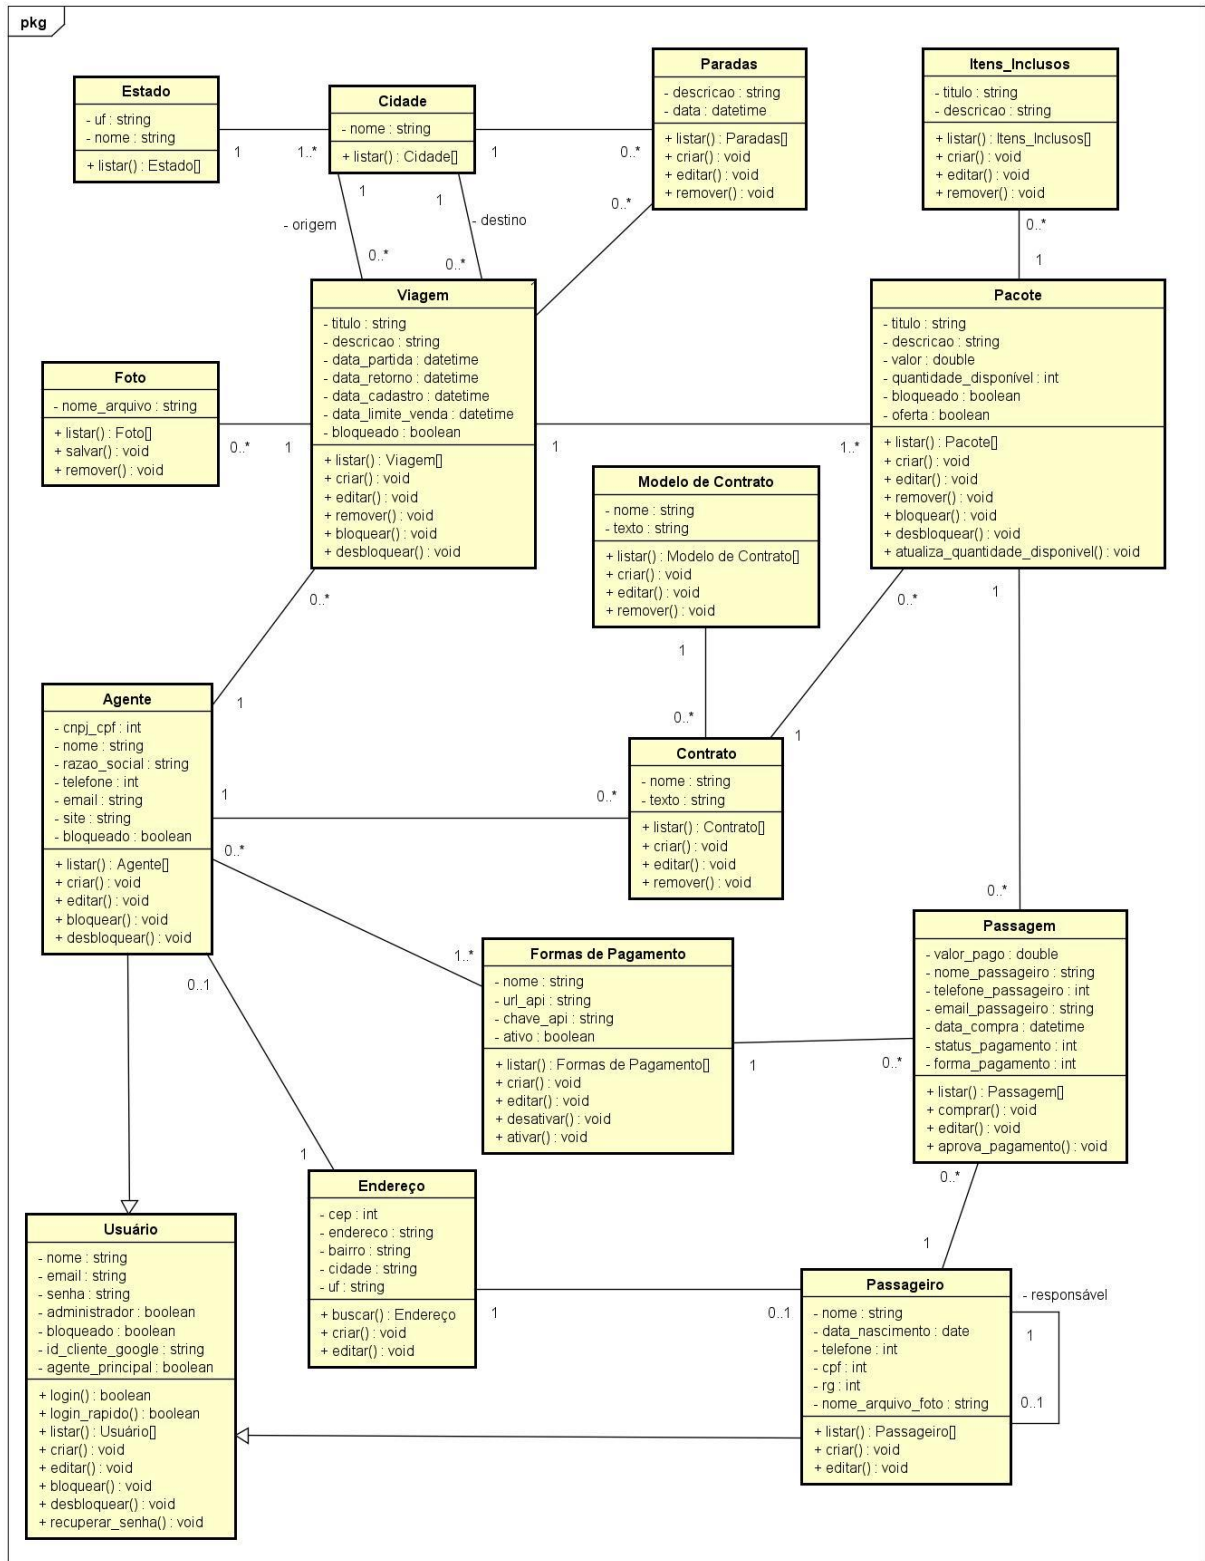 pkg
Estado
- uf : string
- nome : string
+ listar() : Estado[]
1
1..*
Cidade
- nome : string
+ listar() : Cidade[]
1
0..*
Paradas
- descricao : string
- data : datetime
+ listar() : Paradas[]
+ criar() : void
+ editar() : void
+ remover() : void
Itens_Inclusos
- titulo : string
- descricao : string
+ listar() : Itens_Inclusos[]
+ criar() : void
+ editar() : void
+ remover() : void
1
- origem
0..*
1
- destino
0..*
0..*
0..*
1
Viagem
- titulo : string
- descricao : string
- data_partida : datetime
- data_retorno : datetime
- data_cadastro : datetime
- data_limite_venda : datetime
- bloqueado : boolean
+ listar() : Viagem[]
+ criar() : void
+ editar() : void
+ remover() : void
+ bloquear() : void
+ desbloquear() : void
Pacote
- titulo : string
- descricao : string
- valor : double
- quantidade_disponível : int
- bloqueado : boolean
- oferta : boolean
+ listar() : Pacote[]
+ criar() : void
+ editar() : void
+ remover() : void
+ bloquear() : void
+ desbloquear() : void
+ atualiza_quantidade_disponivel() : void
Foto
- nome_arquivo : string
+ listar() : Foto[]
+ salvar() : void
+ remover() : void
0..*
1
1
1..*
Modelo de Contrato
- nome : string
- texto : string
+ listar() : Modelo de Contrato[]
+ criar() : void
+ editar() : void
+ remover() : void
0..*
1
1
0..*
0..*
1
1
0..*
Agente
- cnpj_cpf : int
- nome : string
- razao_social : string
- telefone : int
- email : string
- site : string
- bloqueado : boolean
+ listar() : Agente[]
+ criar() : void
+ editar() : void
+ bloquear() : void
+ desbloquear() : void
1
0..*
Contrato
- nome : string
- texto : string
+ listar() : Contrato[]
+ criar() : void
+ editar() : void
+ remover() : void
0..*
1..*
Formas de Pagamento
- nome : string
- url_api : string
- chave_api : string
- ativo : boolean
+ listar() : Formas de Pagamento[]
+ criar() : void
+ editar() : void
+ desativar() : void
+ ativar() : void
1
0..*
Passagem
- valor_pago : double
- nome_passageiro : string
- telefone_passageiro : int
- email_passageiro : string
- data_compra : datetime
- status_pagamento : int
- forma_pagamento : int
+ listar() : Passagem[]
+ comprar() : void
+ editar() : void
+ aprova_pagamento() : void
0..1
1
0..*
1
Endereço
- cep : int
- endereco : string
- bairro : string
- cidade : string
- uf : string
+ buscar() : Endereço
+ criar() : void
+ editar() : void
1
0..1
Usuário
- nome : string
- email : string
- senha : string
- administrador : boolean
- bloqueado : boolean
- id_cliente_google : string
- agente_principal : boolean
+ login() : boolean
+ login_rapido() : boolean
+ listar() : Usuário[]
+ criar() : void
+ editar() : void
+ bloquear() : void
+ desbloquear() : void
+ recuperar_senha() : void
Passageiro
- nome : string
- data_nascimento : date
- telefone : int
- cpf : int
- rg : int
- nome_arquivo_foto : string
+ listar() : Passageiro[]
+ criar() : void
+ editar() : void
- responsável
1
0..1